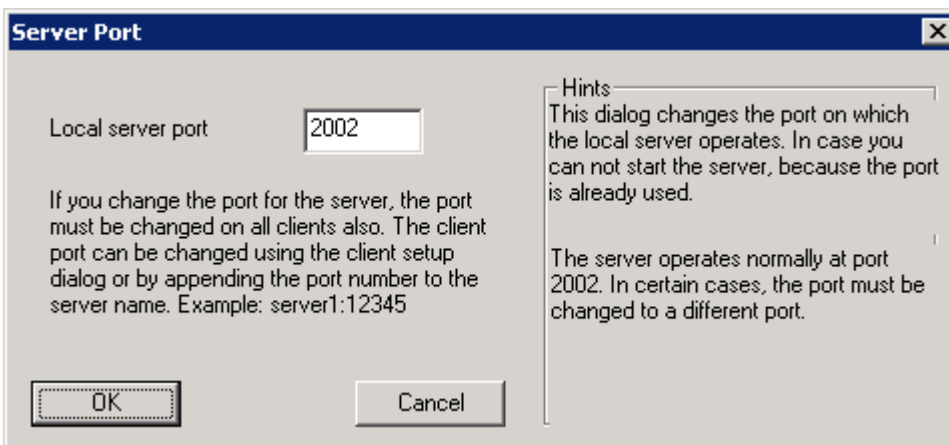 Server Port
Local server port
2002
If you change the port for the server, the port
must be changed on all clients also. The client
port can be changed using the client setup
dialog or by appending the port number to the
server name. Example: server1:12345
OK
Cancel
Hints
This dialog changes the port on which
the local server operates. In case you
can not start the server, because the port
is already used.
The server operates normally at port
2002. In certain cases, the port must be
changed to a different port.